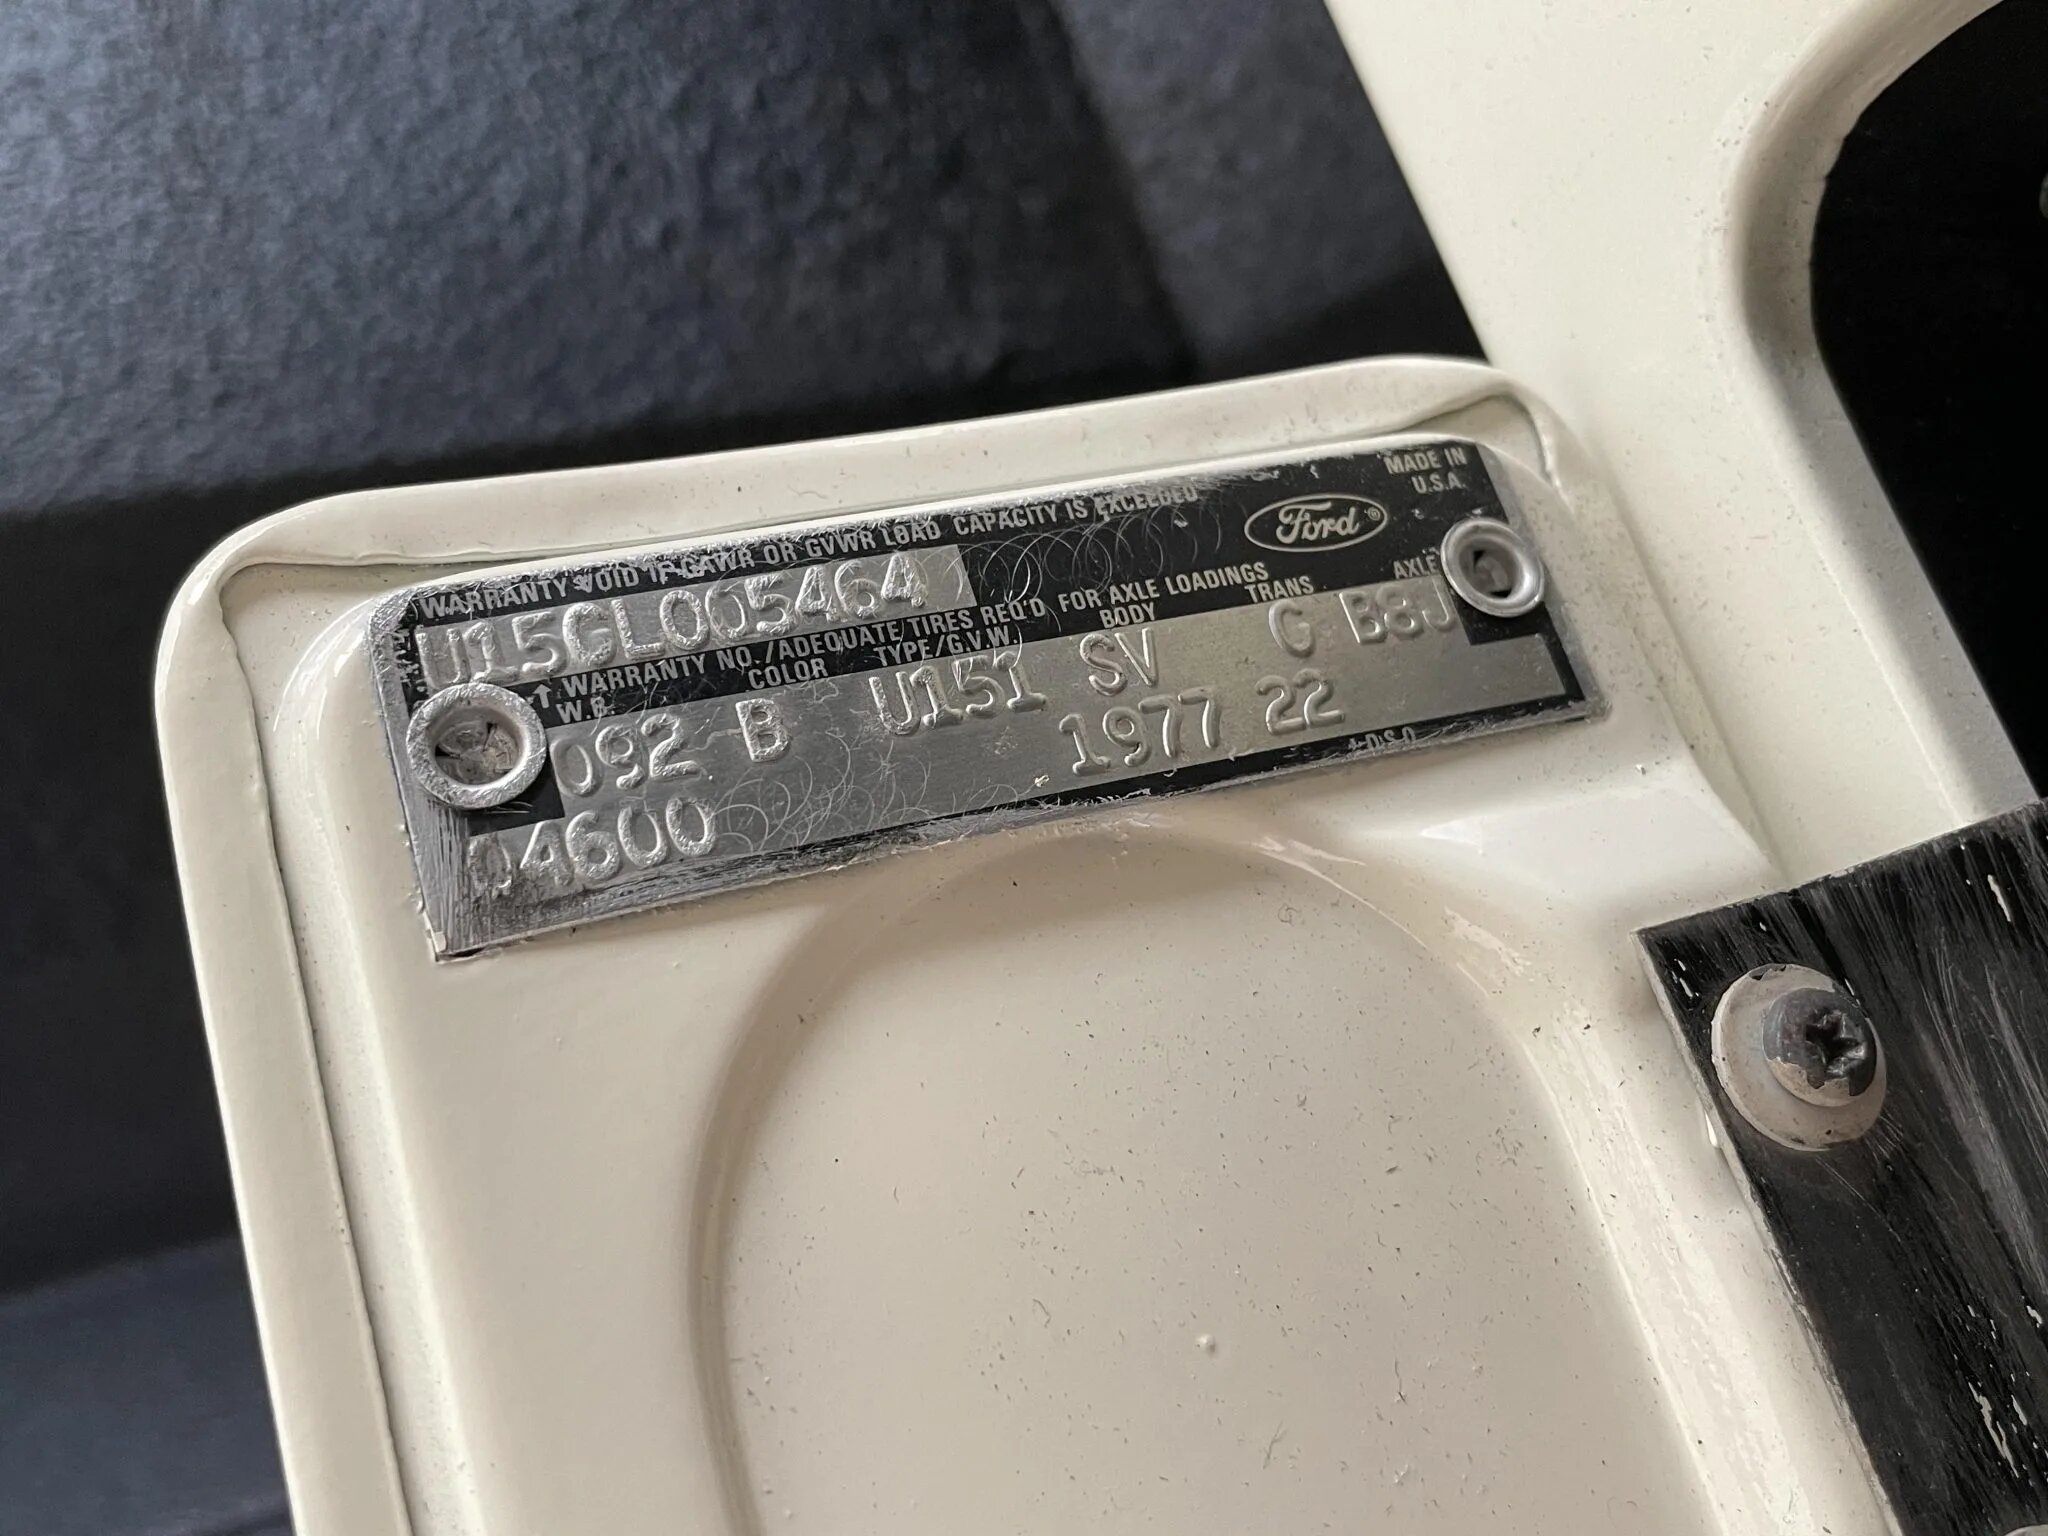 MADE IN
U.S.A.
WARRANTY VOID IF GAWR OR GVWR LOAD CAPACITY IS EXCEEDED
Ford®
U15GL005464
↑ WARRANTY NO./ADEQUATE TIRES REQ'D FOR AXLE LOADINGS
W.B. COLOR TYPE/G.V.W. BODY TRANS AXLE
092 B U151 SV G B8J
1977 22
04600
D.S.O.